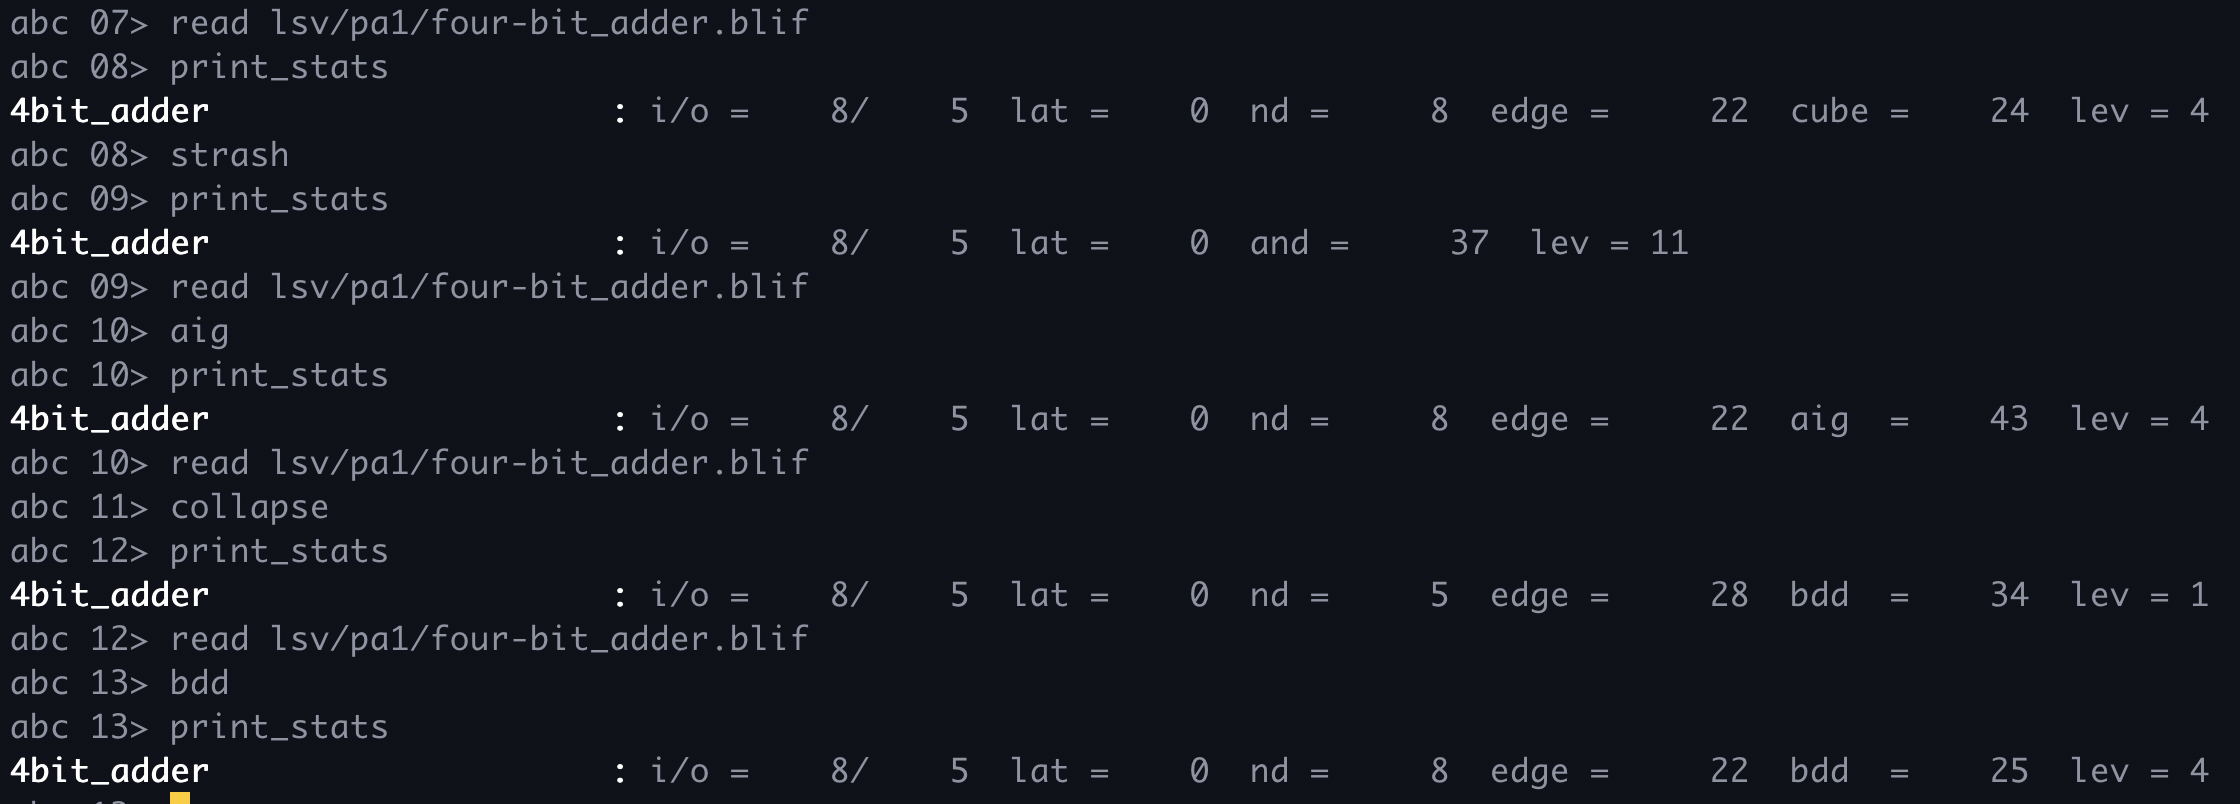 abc 07> read lsv/pa1/four-bit_adder.blif
abc 08> print_stats
4bit_adder                    : i/o =    8/    5  lat =    0  nd =     8  edge =     22  cube =    24  lev = 4
abc 08> strash
abc 09> print_stats
4bit_adder                    : i/o =    8/    5  lat =    0  and =     37  lev = 11
abc 09> read lsv/pa1/four-bit_adder.blif
abc 10> aig
abc 10> print_stats
4bit_adder                    : i/o =    8/    5  lat =    0  nd =     8  edge =     22  aig  =    43  lev = 4
abc 10> read lsv/pa1/four-bit_adder.blif
abc 11> collapse
abc 12> print_stats
4bit_adder                    : i/o =    8/    5  lat =    0  nd =     5  edge =     28  bdd  =    34  lev = 1
abc 12> read lsv/pa1/four-bit_adder.blif
abc 13> bdd
abc 13> print_stats
4bit_adder                    : i/o =    8/    5  lat =    0  nd =     8  edge =     22  bdd  =    25  lev = 4